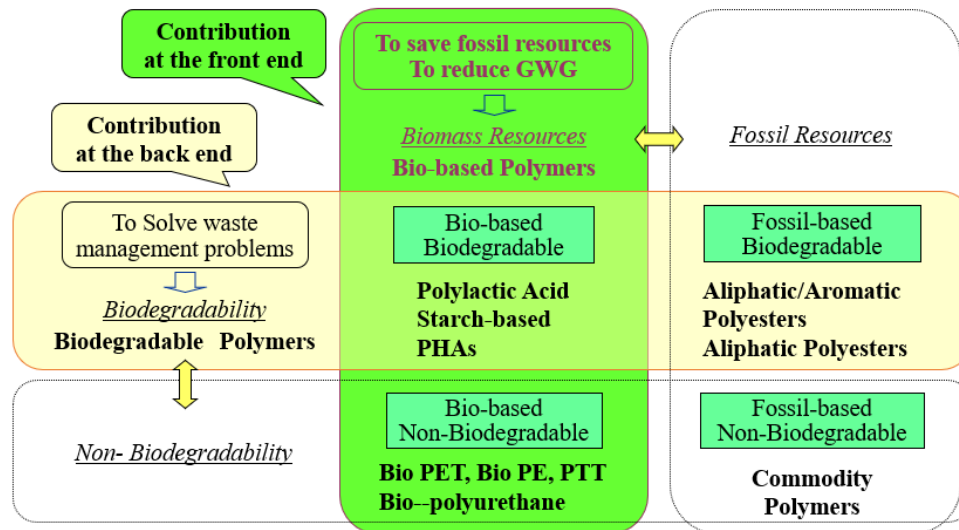 Contribution
at the front end
To save fossil resources
To reduce GWG
Contribution
at the back end
Biomass Resources
Bio-based Polymers
Fossil Resources
To Solve waste
management problems
Biodegradability
Biodegradable Polymers
Bio-based
Biodegradable
Polylactic Acid
Starch-based
PHAs
Fossil-based
Biodegradable
Aliphatic/Aromatic
Polyesters
Aliphatic Polyesters
Non- Biodegradability
Bio-based
Non-Biodegradable
Bio PET, Bio PE, PTT
Bio--polyurethane
Fossil-based
Non-Biodegradable
Commodity
Polymers